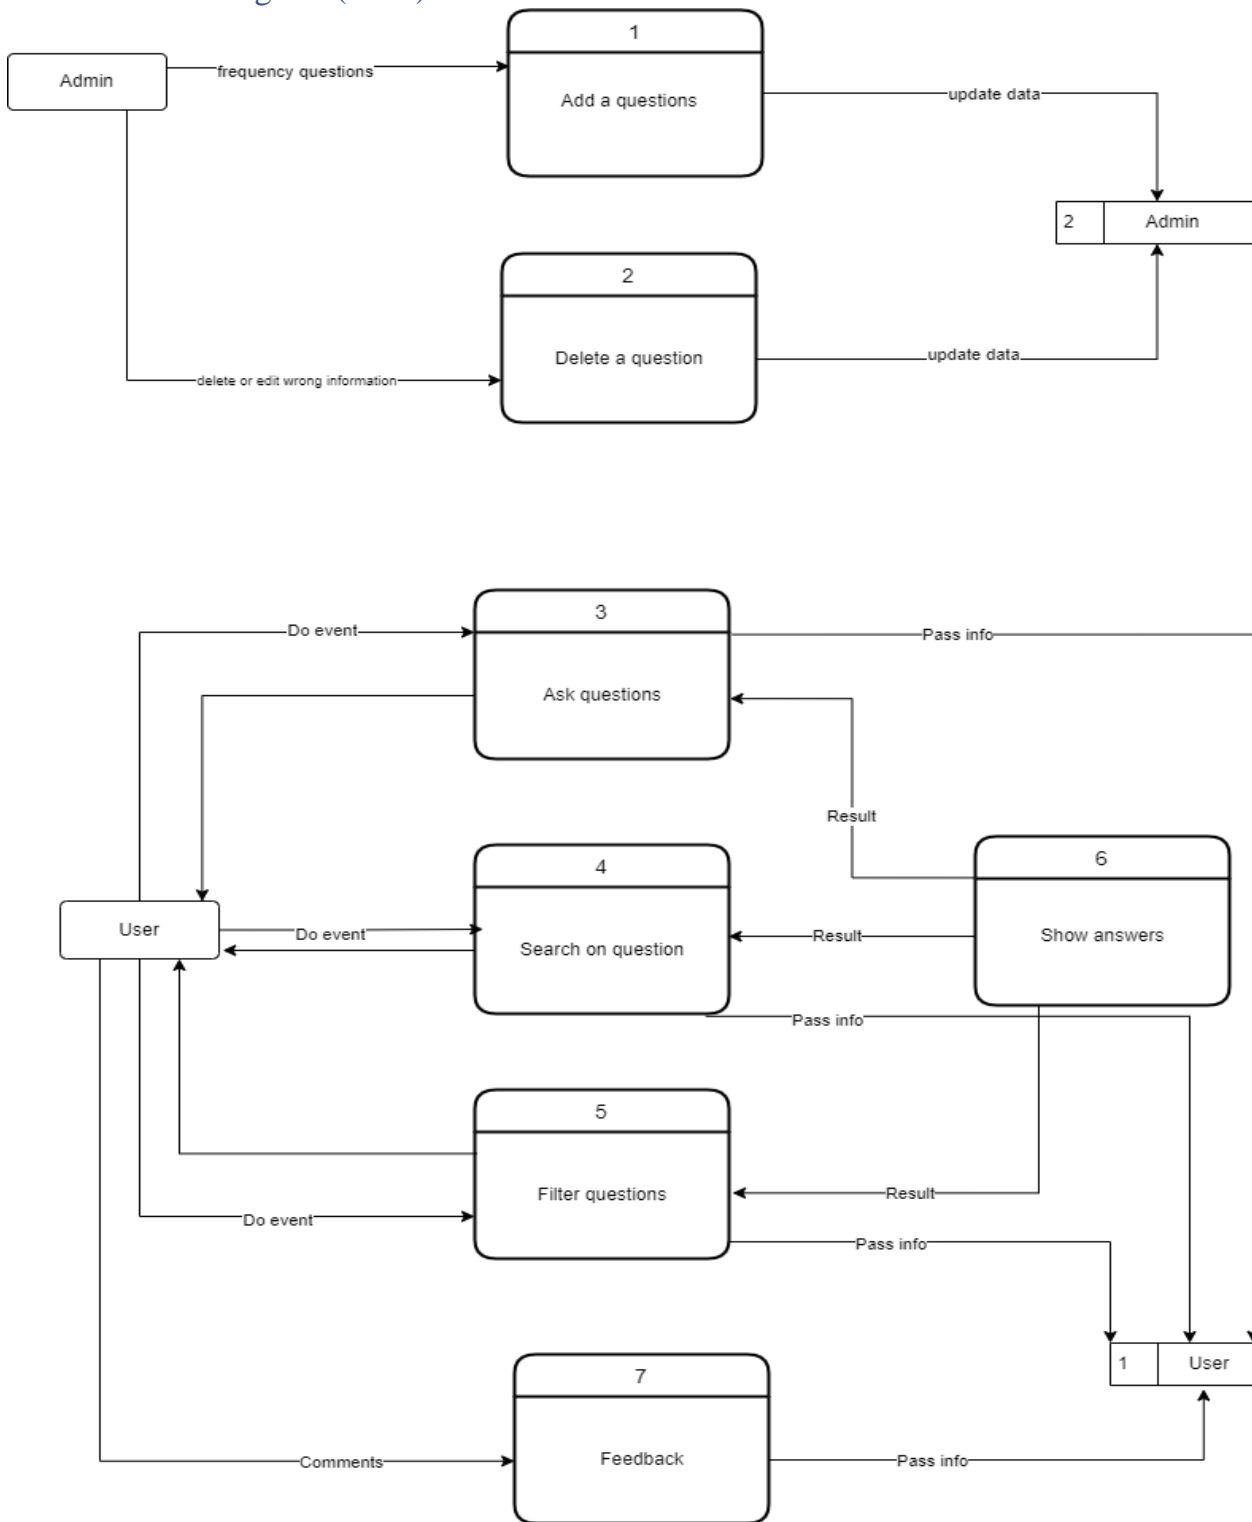 1
Admin
frequency questions
Add a questions
update data
2
Admin
2
Delete a question
update data
delete or edit wrong information
3
Do event
Pass info
Ask questions
Result
4
6
User
Do event
Search on question
Result
Show answers
Pass info
5
Filter questions
Result
Do event
Pass info
1
User
7
Feedback
Comments
Pass info